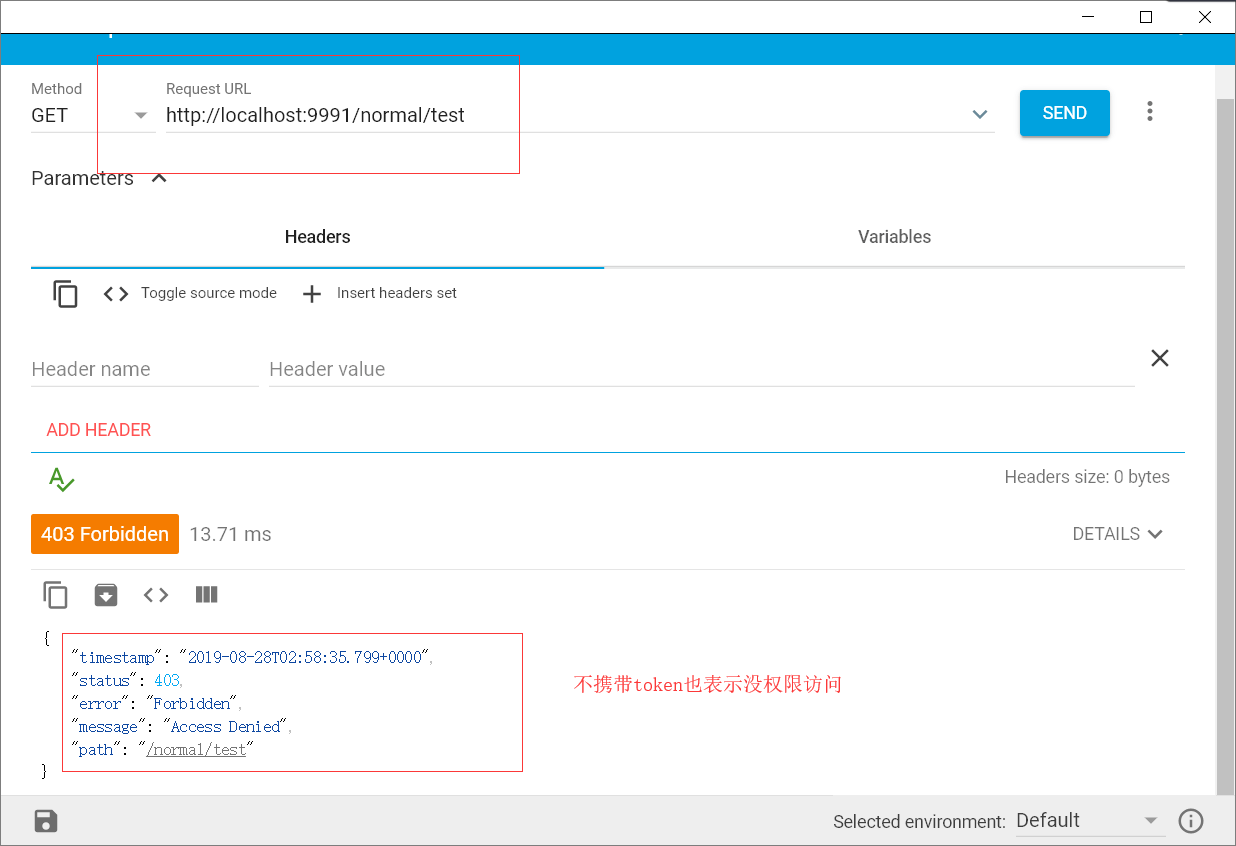 Method
Request URL
GET
http://localhost:9991/normal/test
SEND
Parameters
Headers
Variables
Toggle source mode
Insert headers set
Header name
Header value
ADD HEADER
Headers size: 0 bytes
403 Forbidden
13.71 ms
DETAILS
{
"timestamp": "2019-08-28T02:58:35.799+0000",
"status": 403,
"error": "Forbidden",
"message": "Access Denied",
"path": "/normal/test"
}
不携带token也表示没权限访问
Selected environment:
Default